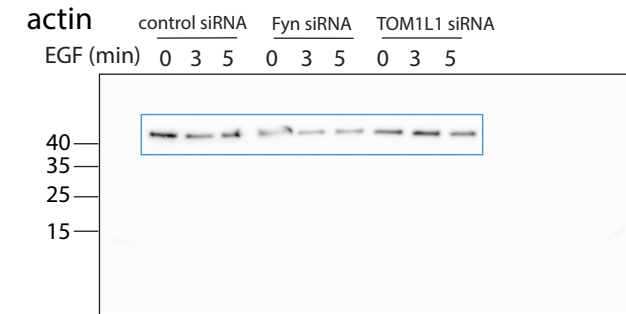 actin
control siRNA Fyn siRNA TOM1L1 siRNA
EGF (min) 0 3 5 0 3 5 0 3 5
40
35
25
15